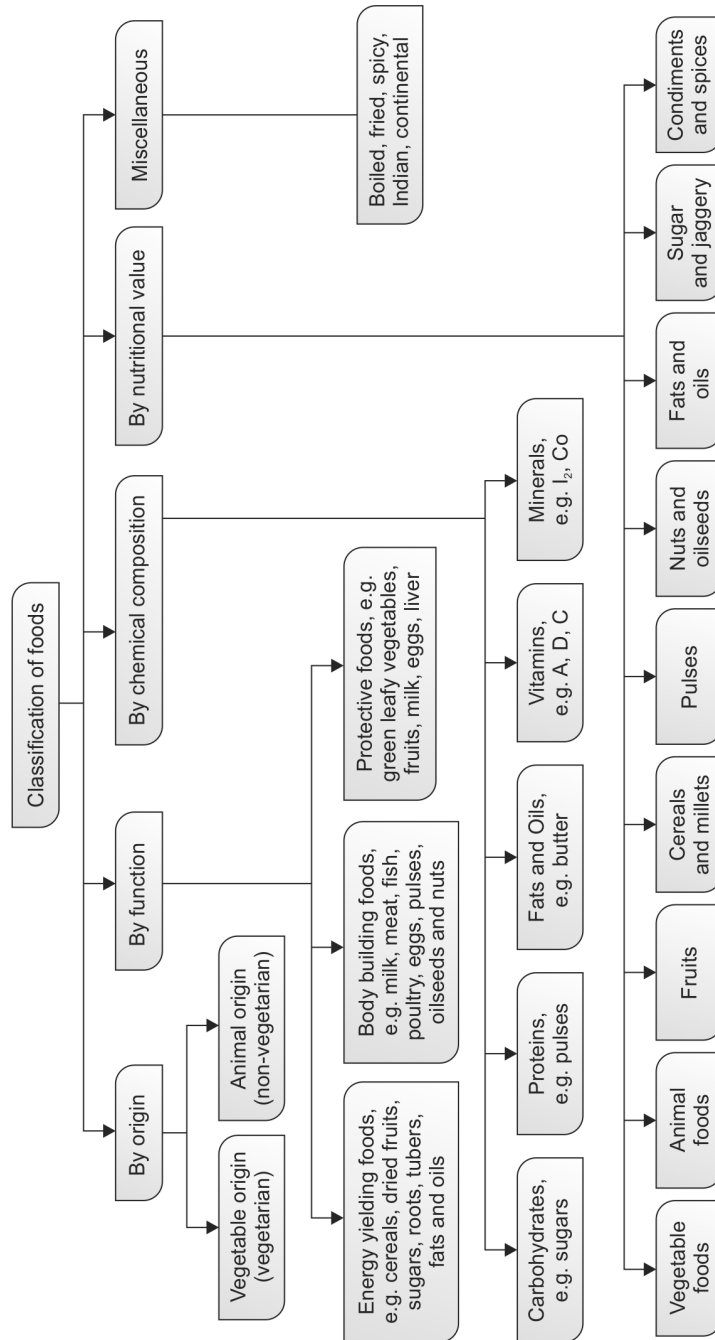 Classification of foods
By origin
By function
By chemical composition
By nutritional value
Miscellaneous
Vegetable origin
(vegetarian)
Animal origin
(non-vegetarian)
Energy yielding foods,
e.g. cereals, dried fruits,
sugars, roots, tubers,
fats and oils
Body building foods,
e.g. milk, meat, fish,
poultry, eggs, pulses,
oilseeds and nuts
Protective foods, e.g.
green leafy vegetables,
fruits, milk, eggs, liver
Boiled, fried, spicy,
Indian, continental
Carbohydrates,
e.g. sugars
Proteins,
e.g. pulses
Fats and Oils,
e.g. butter
Vitamins,
e.g. A, D, C
Minerals,
e.g. I₂, Co
Vegetable
foods
Animal
foods
Fruits
Cereals
and millets
Pulses
Nuts and
oilseeds
Fats and
oils
Sugar
and jaggery
Condiments
and spices